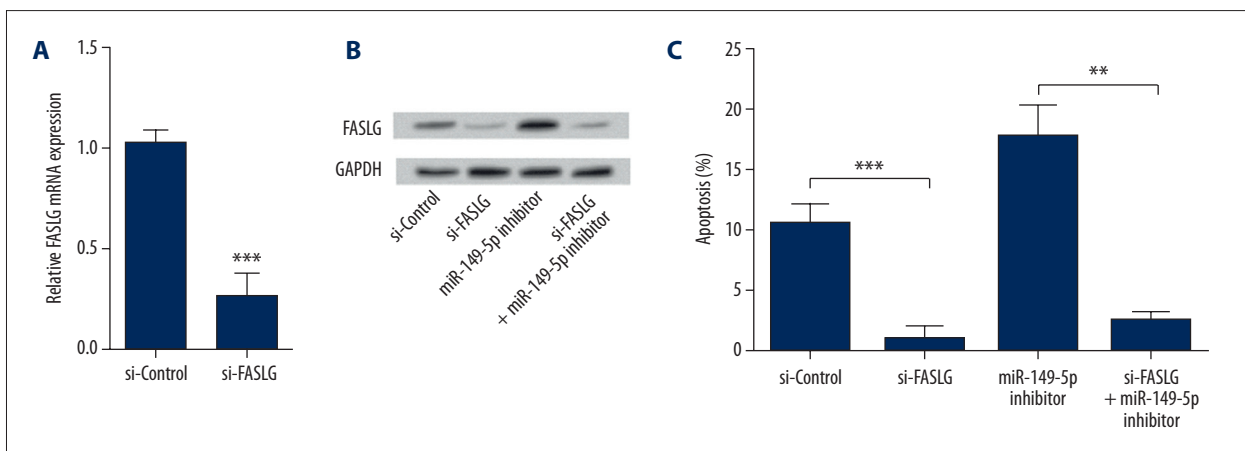 A
Relative FASLG mRNA expression
1.5
1.0
0.5
0.0
***
si-Control
si-FASLG
B
FASLG
GAPDH
si-Control
si-FASLG
miR-149-5p inhibitor
si-FASLG
+ miR-149-5p inhibitor
C
Apoptosis (%)
25
20
15
10
5
0
***
**
si-Control
si-FASLG
miR-149-5p
inhibitor
si-FASLG
+ miR-149-5p
inhibitor